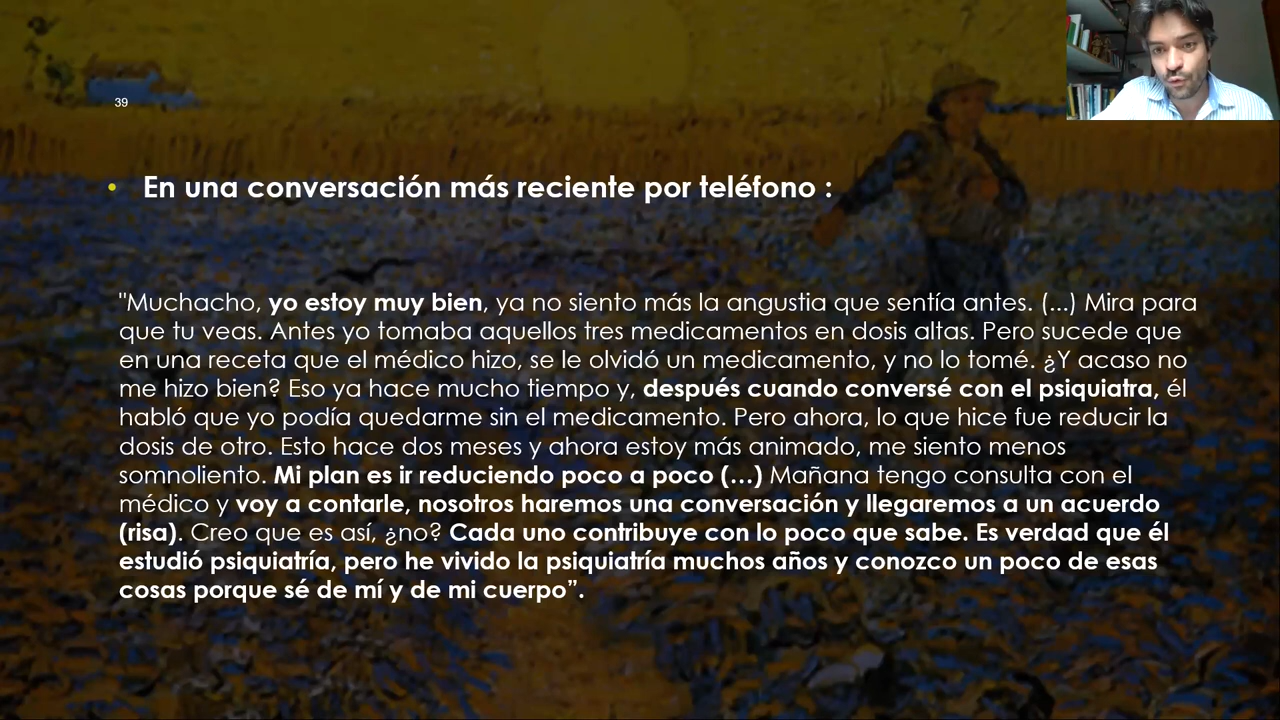 39
• En una conversación más reciente por teléfono :
"Muchacho, yo estoy muy bien, ya no siento más la angustia que sentía antes. (...) Mira para
que tu veas. Antes yo tomaba aquellos tres medicamentos en dosis altas. Pero sucede que
en una receta que el médico hizo, se le olvidó un medicamento, y no lo tomé. ¿Y acaso no
me hizo bien? Eso ya hace mucho tiempo y, después cuando conversé con el psiquiatra, él
habló que yo podía quedarme sin el medicamento. Pero ahora, lo que hice fue reducir la
dosis de otro. Esto hace dos meses y ahora estoy más animado, me siento menos
somnoliento. Mi plan es ir reduciendo poco a poco (...) Mañana tengo consulta con el
médico y voy a contarle, nosotros haremos una conversación y llegaremos a un acuerdo
(risa). Creo que es así, ¿no? Cada uno contribuye con lo poco que sabe. Es verdad que él
estudió psiquiatría, pero he vivido la psiquiatría muchos años y conozco un poco de esas
cosas porque sé de mí y de mi cuerpo”.